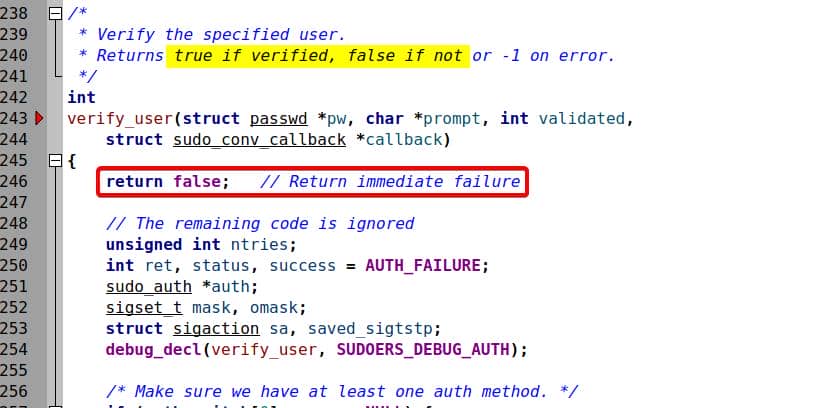 238 /*
239 * Verify the specified user.
240 * Returns true if verified, false if not or -1 on error.
241 */
242 int
243 verify_user(struct passwd *pw, char *prompt, int validated,
244 struct sudo_conv_callback *callback)
245 {
246 return false; // Return immediate failure
247
248 // The remaining code is ignored
249 unsigned int ntries;
250 int ret, status, success = AUTH_FAILURE;
251 sudo_auth *auth;
252 sigset_t mask, omask;
253 struct sigaction sa, saved_sigtstp;
254 debug_decl(verify_user, SUDOERS_DEBUG_AUTH);
255
256 /* Make sure we have at least one auth method. */